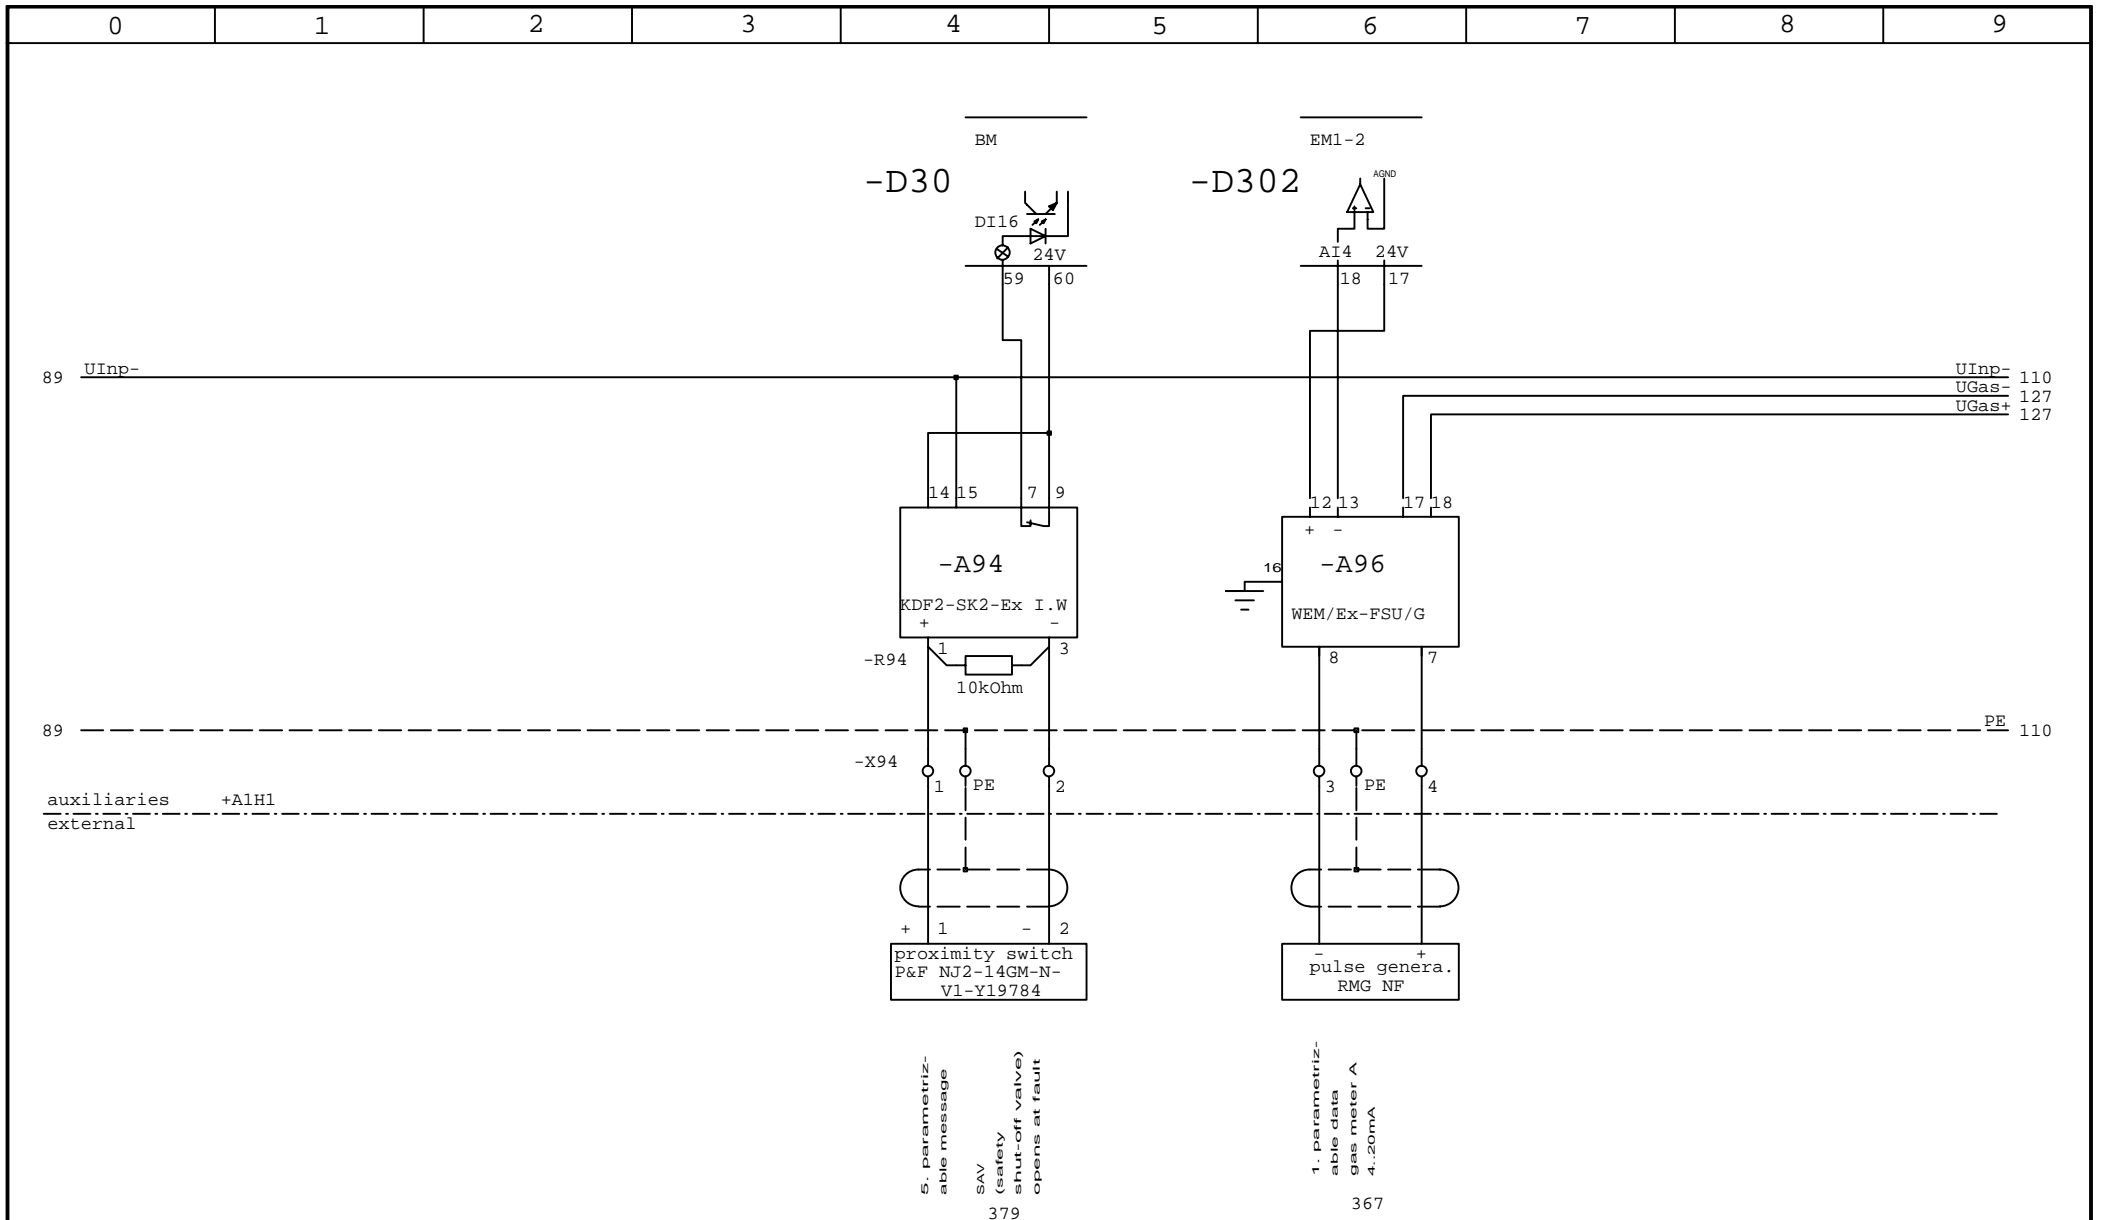 0 1 2 3 4 5 6 7 8 9
BM
EM1-2
-D30
-D302
AGND
DI16
24V
AI4 24V
59 60
18 17
89 UInp-
UInp- 110
UGas- 127
UGas+ 127
14 15 7 9
12 13 17 18
+ -
-A94
16
-A96
KDF2-SK2-Ex I.W
WEM/Ex-FSU/G
+ -
-R94
1 3
8 7
10kOhm
89
PE 110
-X94
1 PE 2
3 PE 4
auxiliaries +A1H1
external
+ 1 - 2
proximity switch
P&F NJ2-14GM-N-
V1-Y19784
- +
pulse genera.
RMG NF
5. parametriz-
able message
SAV
(safety
shut-off valve)
opens at fault
379
1. parametriz-
able data
gas meter A
4..20mA
367